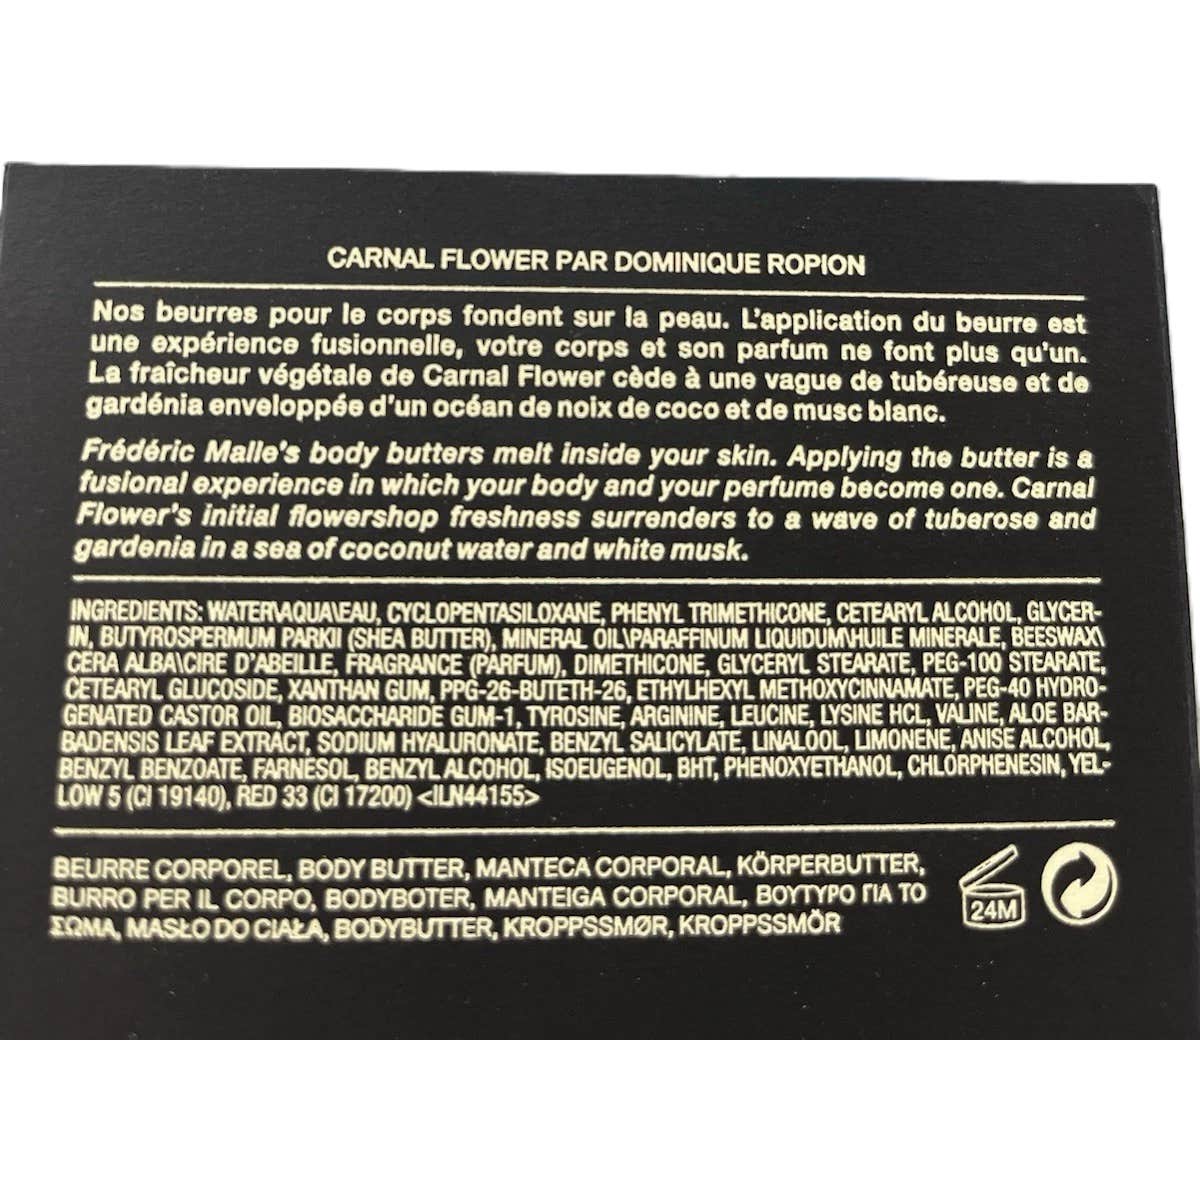 CARNAL FLOWER PAR DOMINIQUE ROPION
Nos beurres pour le corps fondent sur la peau. L'application du beurre est
une expérience fusionnelle, votre corps et son parfum ne font plus qu'un.
La fraîcheur végétale de Carnal Flower cède à une vague de tubéreuse et de
gardénia enveloppée d'un océan de noix de coco et de musc blanc.
Frédéric Malle's body butters melt inside your skin. Applying the butter is a
fusional experience in which your body and your perfume become one. Carnal
Flower's initial flowershop freshness surrenders to a wave of tuberose and
gardenia in a sea of coconut water and white musk.
INGREDIENTS: WATER\AQUA\EAU, CYCLOPENTASILOXANE, PHENYL TRIMETHICONE, CETEARYL ALCOHOL, GLYCER-
IN, BUTYROSPERMUM PARKII (SHEA BUTTER), MINERAL OIL\PARAFFINUM LIQUIDUM\HUILE MINERALE, BEESWAX\
CERA ALBA\CIRE D'ABEILLE, FRAGRANCE (PARFUM), DIMETHICONE, GLYCERYL STEARATE, PEG-100 STEARATE,
CETEARYL GLUCOSIDE, XANTHAN GUM, PPG-26-BUTETH-26, ETHYLHEXYL METHOXYCINNAMATE, PEG-40 HYDRO-
GENATED CASTOR OIL, BIOSACCHARIDE GUM-1, TYROSINE, ARGININE, LEUCINE, LYSINE HCL, VALINE, ALOE BAR-
BADENSIS LEAF EXTRACT, SODIUM HYALURONATE, BENZYL SALICYLATE, LINALOOL, LIMONENE, ANISE ALCOHOL,
BENZYL BENZOATE, FARNESOL, BENZYL ALCOHOL, ISOEUGENOL, BHT, PHENOXYETHANOL, CHLORPHENESIN, YEL-
LOW 5 (CI 19140), RED 33 (CI 17200) <ILN44155>
BEURRE CORPOREL, BODY BUTTER, MANTECA CORPORAL, KÖRPERBUTTER,
BURRO PER IL CORPO, BODYBOTER, MANTEIGA CORPORAL, ΒΟΥΤΥΡΟ ΓΙΑ ΤΟ
ΣΩΜΑ, MASŁO DO CIAŁA, BODYBUTTER, KROPPSSMØR, KROPPSSMÖR
24M